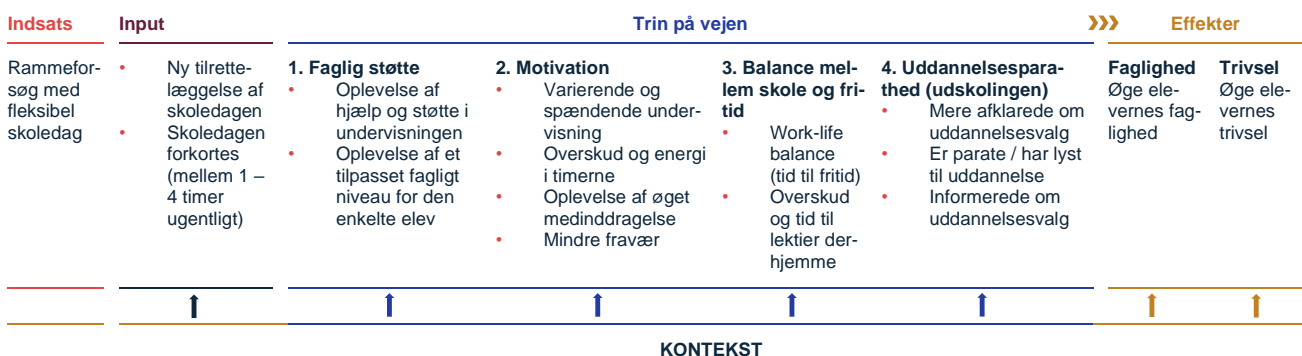 Indsats
Input
Trin på vejen
Effekter
Rammefor-
søg med
fleksibel
skoledag
• Ny tilrette-
læggelse af
skoledagen
• Skoledagen
forkortes
(mellem 1 –
4 timer
ugentligt)
1. Faglig støtte
• Oplevelse af
hjælp og støtte i
undervisningen
• Oplevelse af et
tilpasset fagligt
niveau for den
enkelte elev
2. Motivation
• Varierende og
spændende under-
visning
• Overskud og energi
i timerne
• Oplevelse af øget
medinddragelse
• Mindre fravær
3. Balance mel-
lem skole og fri-
tid
• Work-life
balance
(tid til fritid)
• Overskud
og tid til
lektier der-
hjemme
4. Uddannelsespara-
thed (udskolingen)
• Mere afklarede om
uddannelsesvalg
• Er parate / har lyst
til uddannelse
• Informerede om
uddannelsesvalg
Faglighed
Øge ele-
vernes fag-
lighed
Trivsel
Øge ele-
vernes
trivsel
KONTEKST